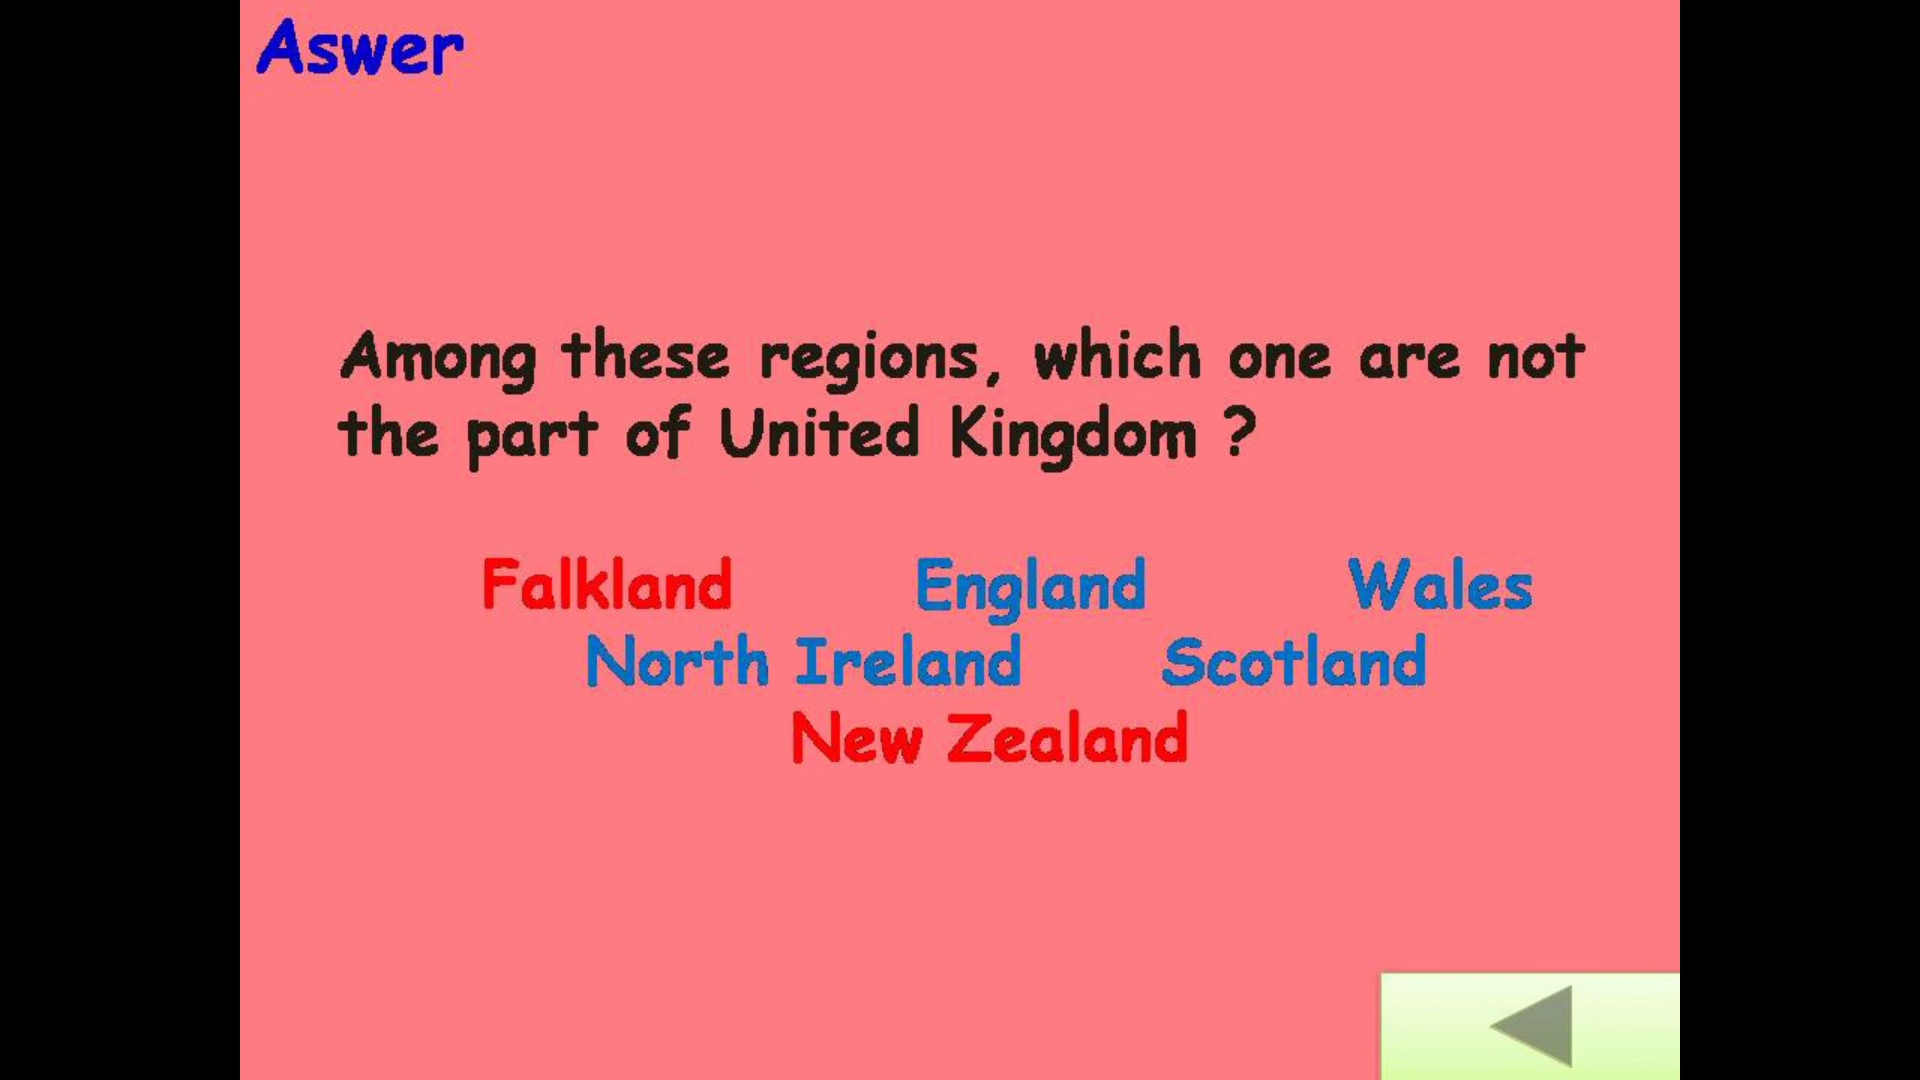 Aswer
Among these regions, which one are not
the part of United Kingdom ?
Falkland England Wales
North Ireland Scotland
New Zealand